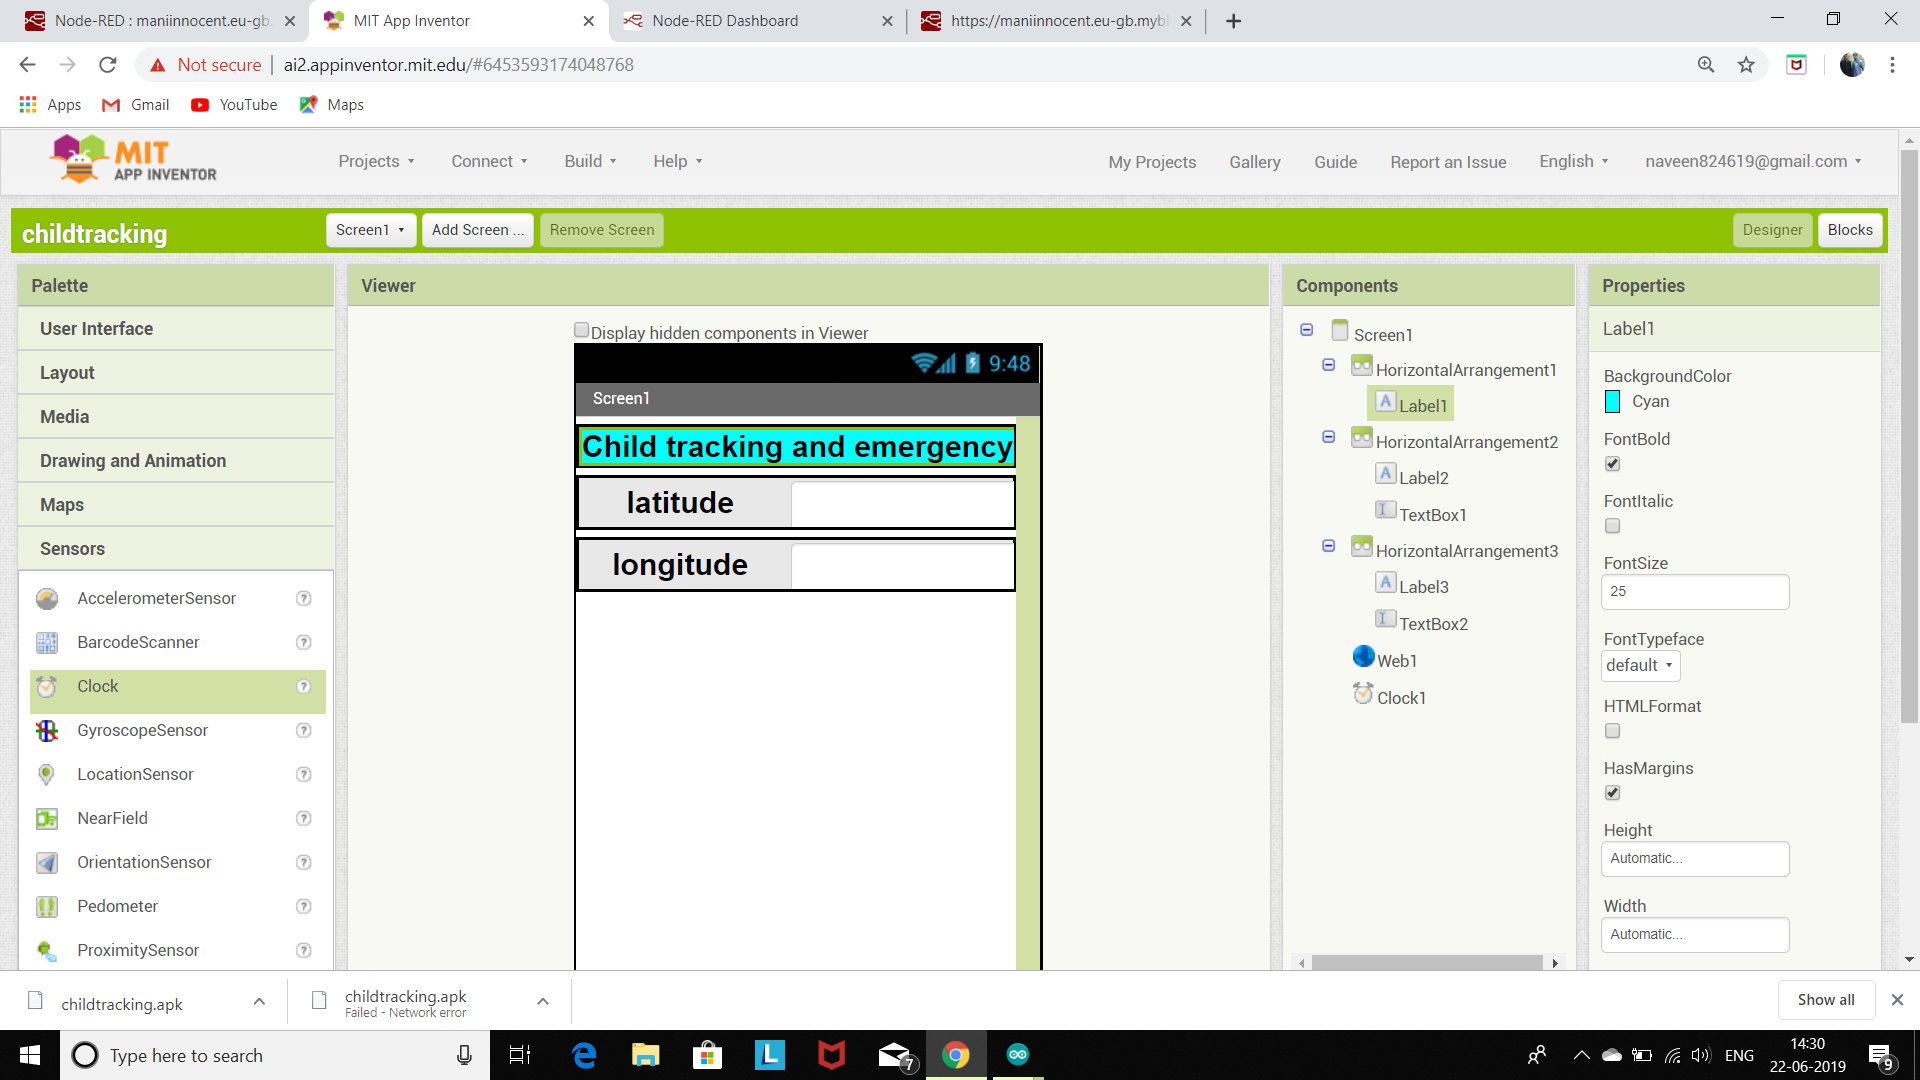 Node-RED : maniinnocent.eu-gb.
MIT App Inventor
Node-RED Dashboard
https://maniinnocent.eu-gb.myb
Not secure
ai2.appinventor.mit.edu/#6453593174048768
Apps
Gmail
YouTube
Maps
MIT
APP INVENTOR
Projects
Connect
Build
Help
My Projects
Gallery
Guide
Report an Issue
English
naveen824619@gmail.com
childtracking
Screen1
Add Screen ...
Remove Screen
Designer
Blocks
Palette
User Interface
Layout
Media
Drawing and Animation
Maps
Sensors
AccelerometerSensor
BarcodeScanner
Clock
GyroscopeSensor
LocationSensor
NearField
OrientationSensor
Pedometer
ProximitySensor
Viewer
Display hidden components in Viewer
9:48
Screen1
Child tracking and emergency
latitude
longitude
Components
Screen1
HorizontalArrangement1
Label1
HorizontalArrangement2
Label2
TextBox1
HorizontalArrangement3
Label3
TextBox2
Web1
Clock1
Properties
Label1
BackgroundColor
Cyan
FontBold
FontItalic
FontSize
25
FontTypeface
default
HTMLFormat
HasMargins
Height
Automatic...
Width
Automatic...
childtracking.apk
childtracking.apk
Failed - Network error
Show all
Type here to search
7
ENG
14:30
22-06-2019
9